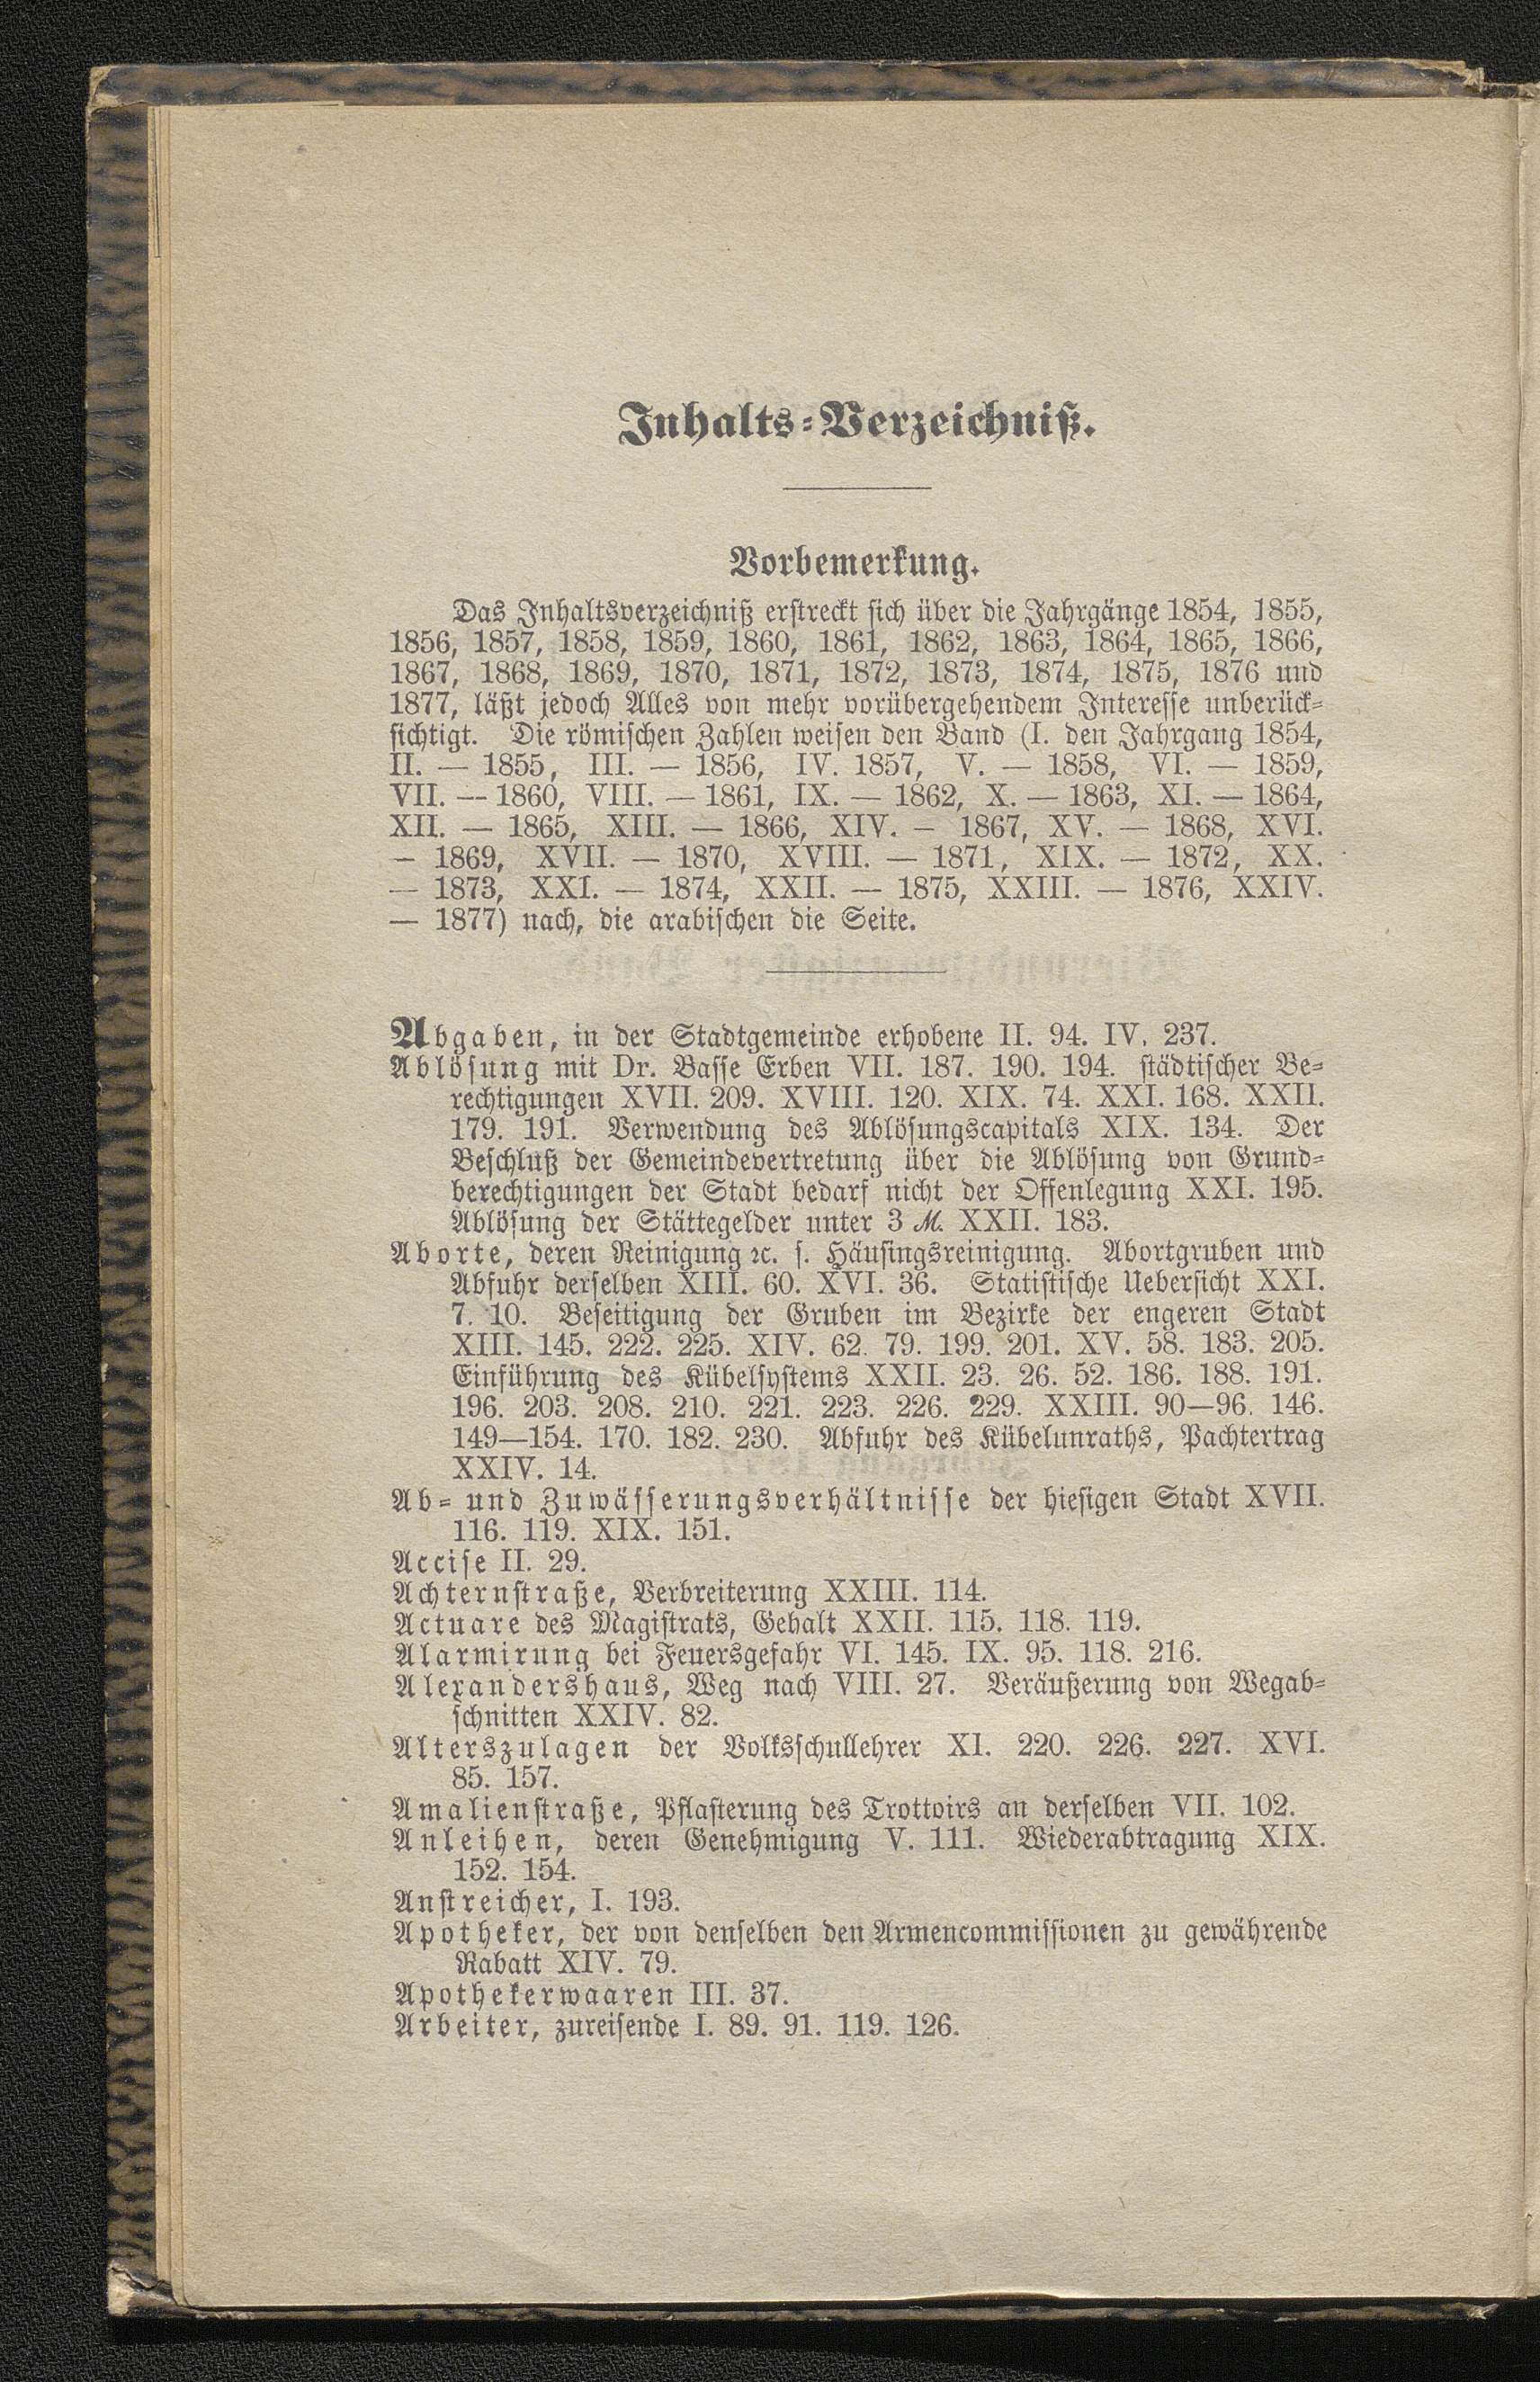 Inhalts-Verzeichniß.
Vorbemerkung.
Das Inhaltsverzeichniß erstreckt sich über die Jahrgänge 1854, 1855,
1856, 1857, 1858, 1859, 1860, 1861, 1862, 1863, 1864, 1865, 1866,
1867, 1868, 1869, 1870, 1871, 1872, 1873, 1874, 1875, 1876 und
1877, läßt jedoch Alles von mehr vorübergehendem Interesse unberück-
sichtigt. Die römischen Zahlen weisen den Band (I. den Jahrgang 1854,
II. — 1855, III. — 1856, IV. 1857, V. — 1858, VI. — 1859,
VII. — 1860, VIII. — 1861, IX. — 1862, X. — 1863, XI. — 1864,
XII. — 1865, XIII. — 1866, XIV. — 1867, XV. — 1868, XVI.
— 1869, XVII. — 1870, XVIII. — 1871, XIX. — 1872, XX.
— 1873, XXI. — 1874, XXII. — 1875, XXIII. — 1876, XXIV.
— 1877) nach, die arabischen die Seite.
Abgaben, in der Stadtgemeinde erhobene II. 94. IV. 237.
Ablösung mit Dr. Basse Erben VII. 187. 190. 194. städtischer Be-
rechtigungen XVII. 209. XVIII. 120. XIX. 74. XXI. 168. XXII.
179. 191. Verwendung des Ablösungscapitals XIX. 134. Der
Beschluß der Gemeindevertretung über die Ablösung von Grund-
berechtigungen der Stadt bedarf nicht der Offenlegung XXI. 195.
Ablösung der Stättegelder unter 3 M. XXII. 183.
Aborte, deren Reinigung ꝛc. s. Häusingsreinigung. Abortgruben und
Abfuhr derselben XIII. 60. XVI. 36. Statistische Uebersicht XXI.
7. 10. Beseitigung der Gruben im Bezirke der engeren Stadt
XIII. 145. 222. 225. XIV. 62. 79. 199. 201. XV. 58. 183. 205.
Einführung des Kübelsystems XXII. 23. 26. 52. 186. 188. 191.
196. 203. 208. 210. 221. 223. 226. 229. XXIII. 90—96. 146.
149—154. 170. 182. 230. Abfuhr des Kübelunraths, Pachtertrag
XXIV. 14.
Ab- und Zuwässerungsverhältnisse der hiesigen Stadt XVII.
116. 119. XIX. 151.
Accise II. 29.
Achternstraße, Verbreiterung XXIII. 114.
Actuare des Magistrats, Gehalt XXII. 115. 118. 119.
Alarmirung bei Feuersgefahr VI. 145. IX. 95. 118. 216.
Alexandershaus, Weg nach VIII. 27. Veräußerung von Wegab-
schnitten XXIV. 82.
Alterszulagen der Volksschullehrer XI. 220. 226. 227. XVI.
85. 157.
Amalienstraße, Pflasterung des Trottoirs an derselben VII. 102.
Anleihen, deren Genehmigung V. 111. Wiederabtragung XIX.
152. 154.
Anstreicher, I. 193.
Apotheker, der von denselben den Armencommissionen zu gewährende
Rabatt XIV. 79.
Apothekerwaaren III. 37.
Arbeiter, zureisende I. 89. 91. 119. 126.